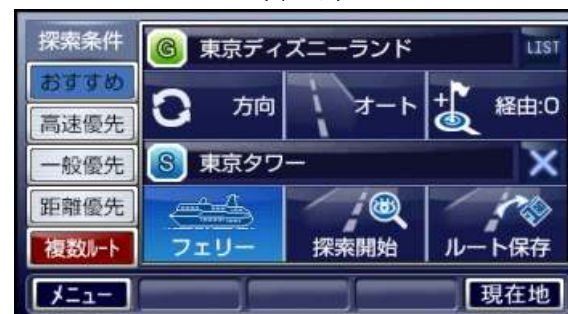 探索条件
おすすめ
高速優先
一般優先
距離優先
複数ルート
G 東京ディズニーランド LIST
方向 オート 経由:0
S 東京タワー
フェリー 探索開始 ルート保存
メニュー 現在地